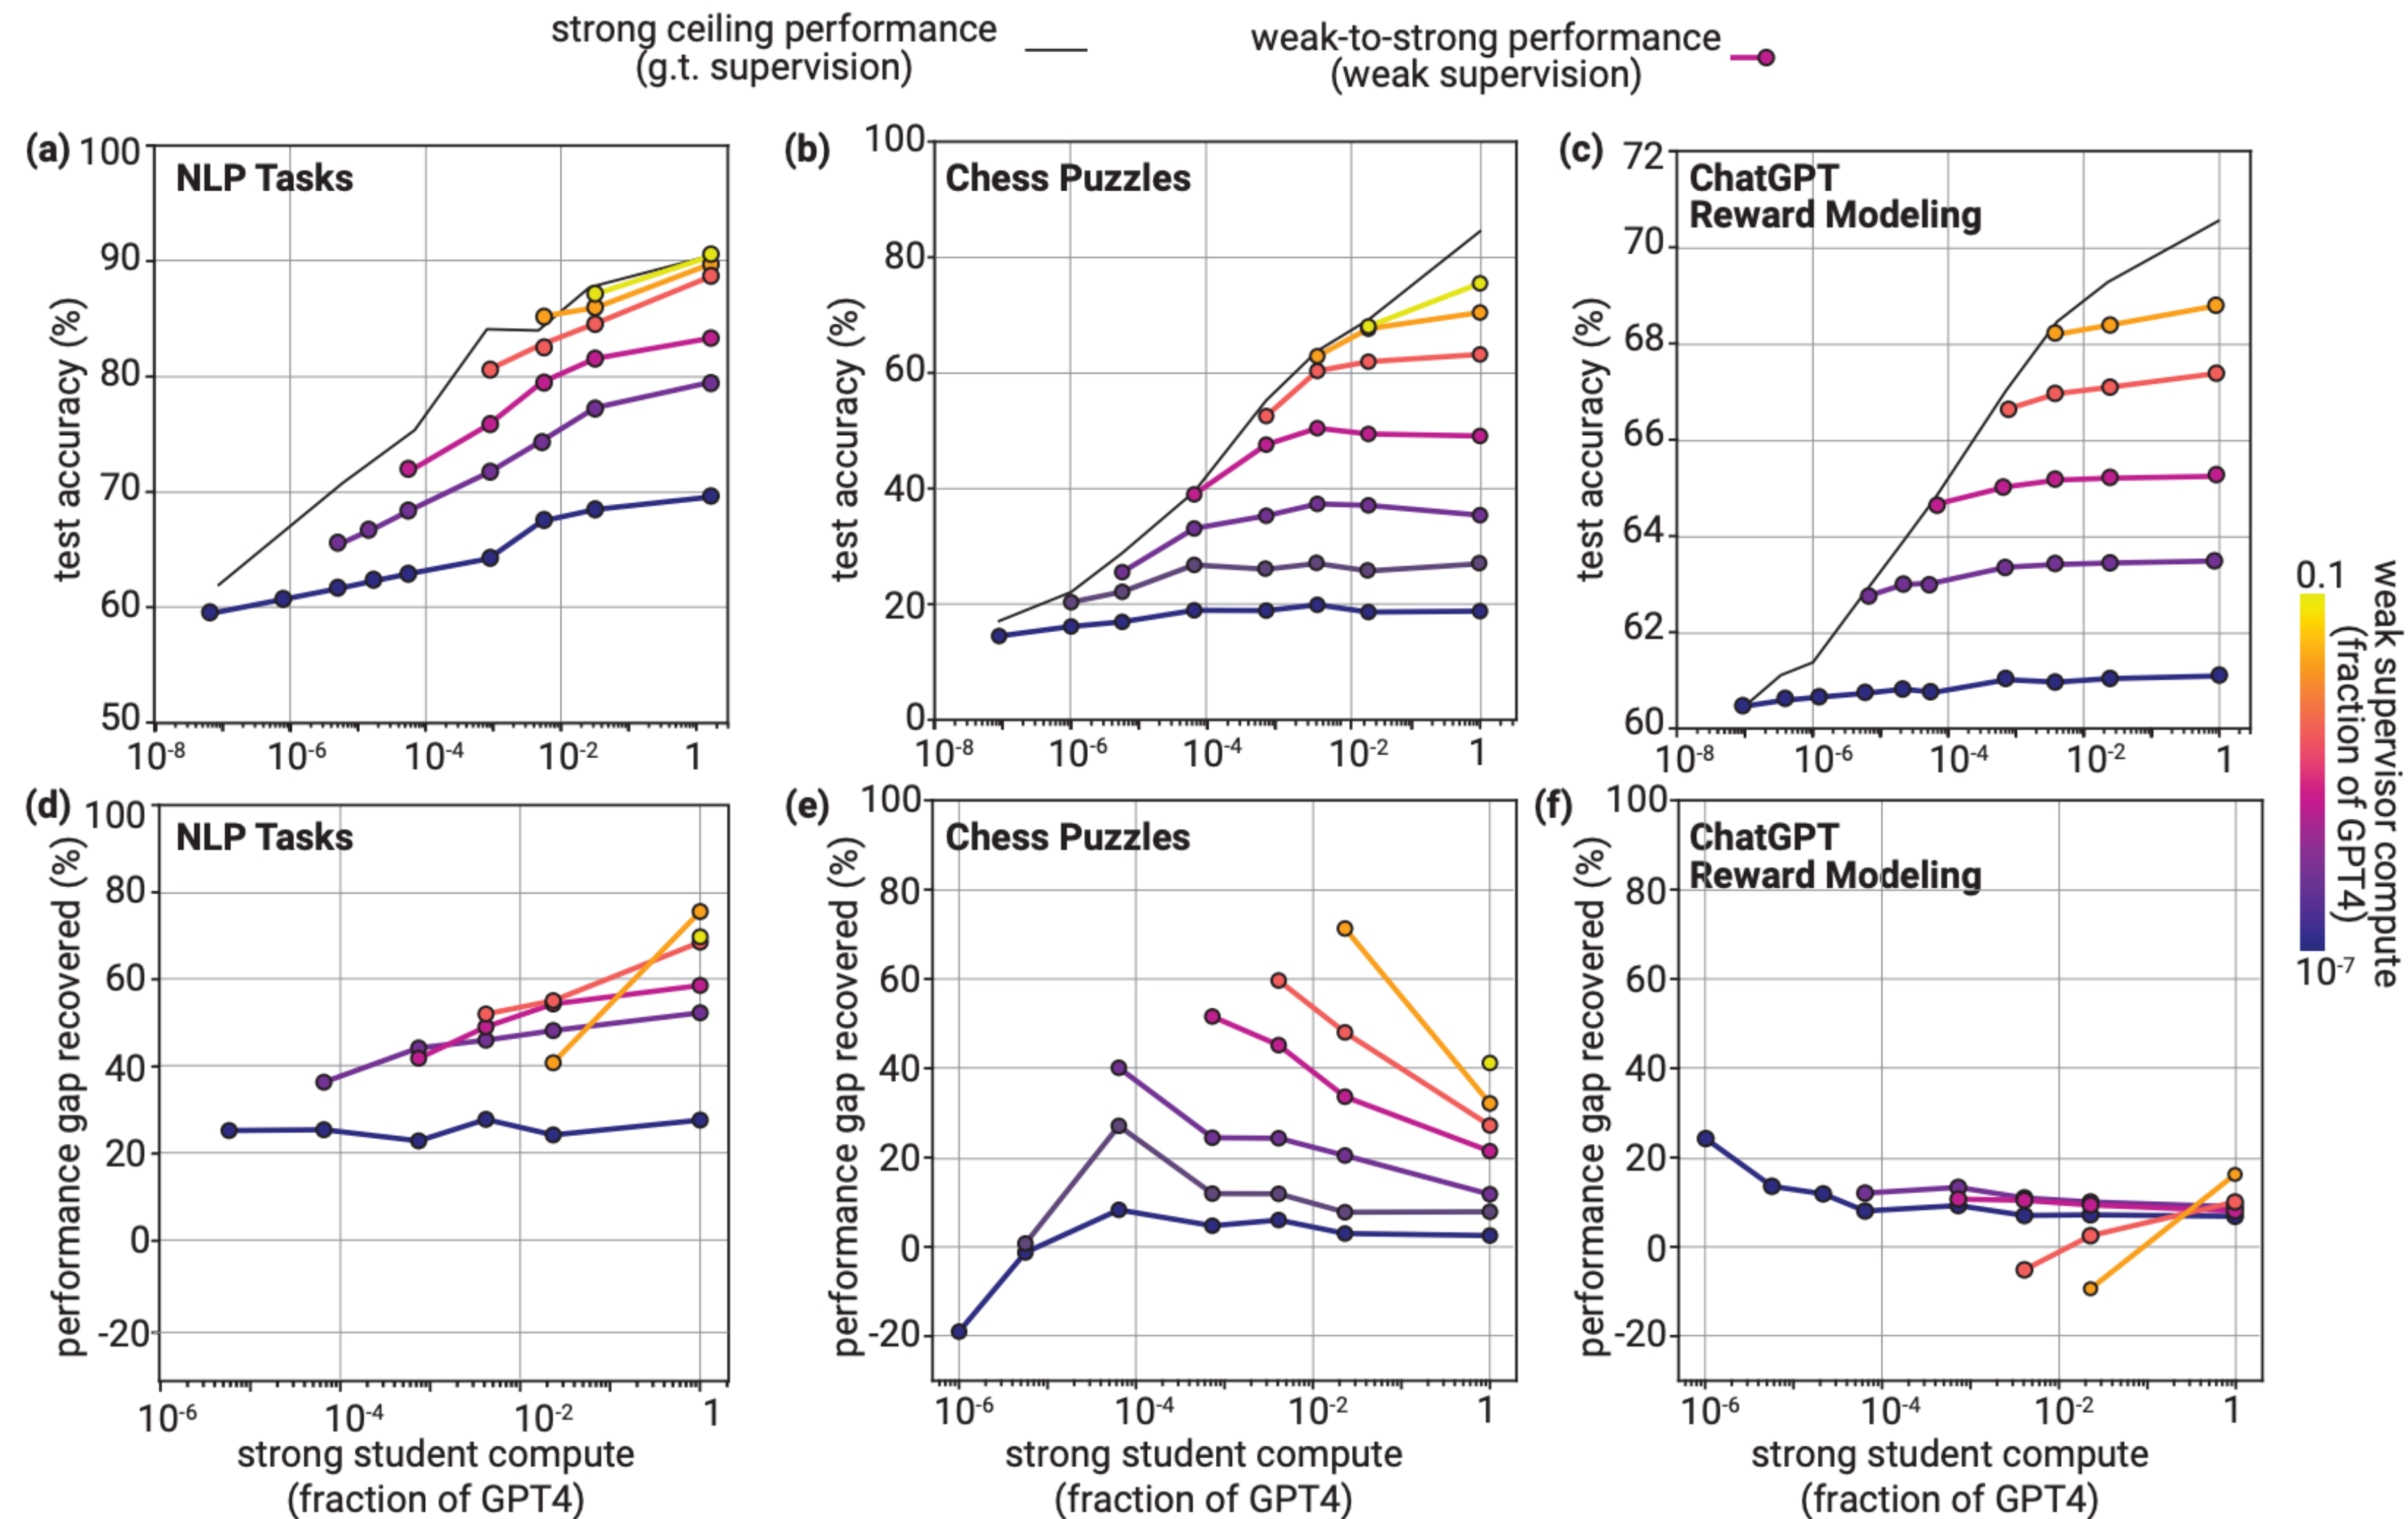 strong ceiling performance
(g.t. supervision)
weak-to-strong performance
(weak supervision)
(a)
NLP Tasks
test accuracy (%)
100
90
80
70
60
50
10-8
10-6
10-4
10-2
1
(b)
Chess Puzzles
test accuracy (%)
100
80
60
40
20
0
10-8
10-6
10-4
10-2
1
(c)
ChatGPT
Reward Modeling
test accuracy (%)
72
70
68
66
64
62
60
10-8
10-6
10-4
10-2
1
(d)
NLP Tasks
performance gap recovered (%)
100
80
60
40
20
0
-20
10-6
10-4
10-2
1
strong student compute
(fraction of GPT4)
(e)
Chess Puzzles
performance gap recovered (%)
100
80
60
40
20
0
-20
10-6
10-4
10-2
1
strong student compute
(fraction of GPT4)
(f)
ChatGPT
Reward Modeling
performance gap recovered (%)
100
80
60
40
20
0
-20
10-6
10-4
10-2
1
strong student compute
(fraction of GPT4)
0.1
10-7
weak supervisor compute
(fraction of GPT4)